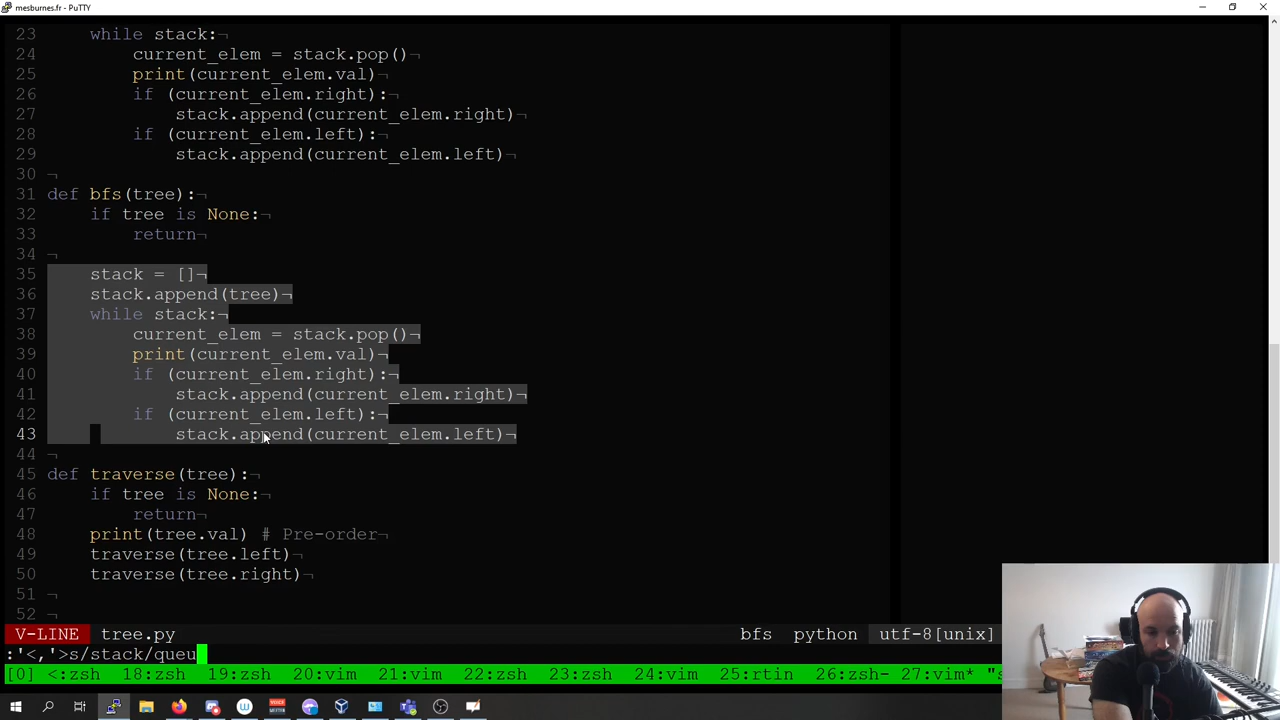 mesburnes.fr - PuTTY
23 while stack:¬
24 current_elem = stack.pop()¬
25 print(current_elem.val)¬
26 if (current_elem.right):¬
27 stack.append(current_elem.right)¬
28 if (current_elem.left):¬
29 stack.append(current_elem.left)¬
30 ¬
31 def bfs(tree):¬
32 if tree is None:¬
33 return¬
34 ¬
35 stack = []¬
36 stack.append(tree)¬
37 while stack:¬
38 current_elem = stack.pop()¬
39 print(current_elem.val)¬
40 if (current_elem.right):¬
41 stack.append(current_elem.right)¬
42 if (current_elem.left):¬
43 stack.append(current_elem.left)¬
44 ¬
45 def traverse(tree):¬
46 if tree is None:¬
47 return¬
48 print(tree.val) # Pre-order¬
49 traverse(tree.left)¬
50 traverse(tree.right)¬
51 ¬
52 ¬
V-LINE tree.py bfs python utf-8[unix]
:'<,'>s/stack/queu
[0] <:zsh 18:zsh 19:zsh 20:vim 21:vim 22:zsh 23:zsh 24:vim 25:rtin 26:zsh- 27:vim* "s